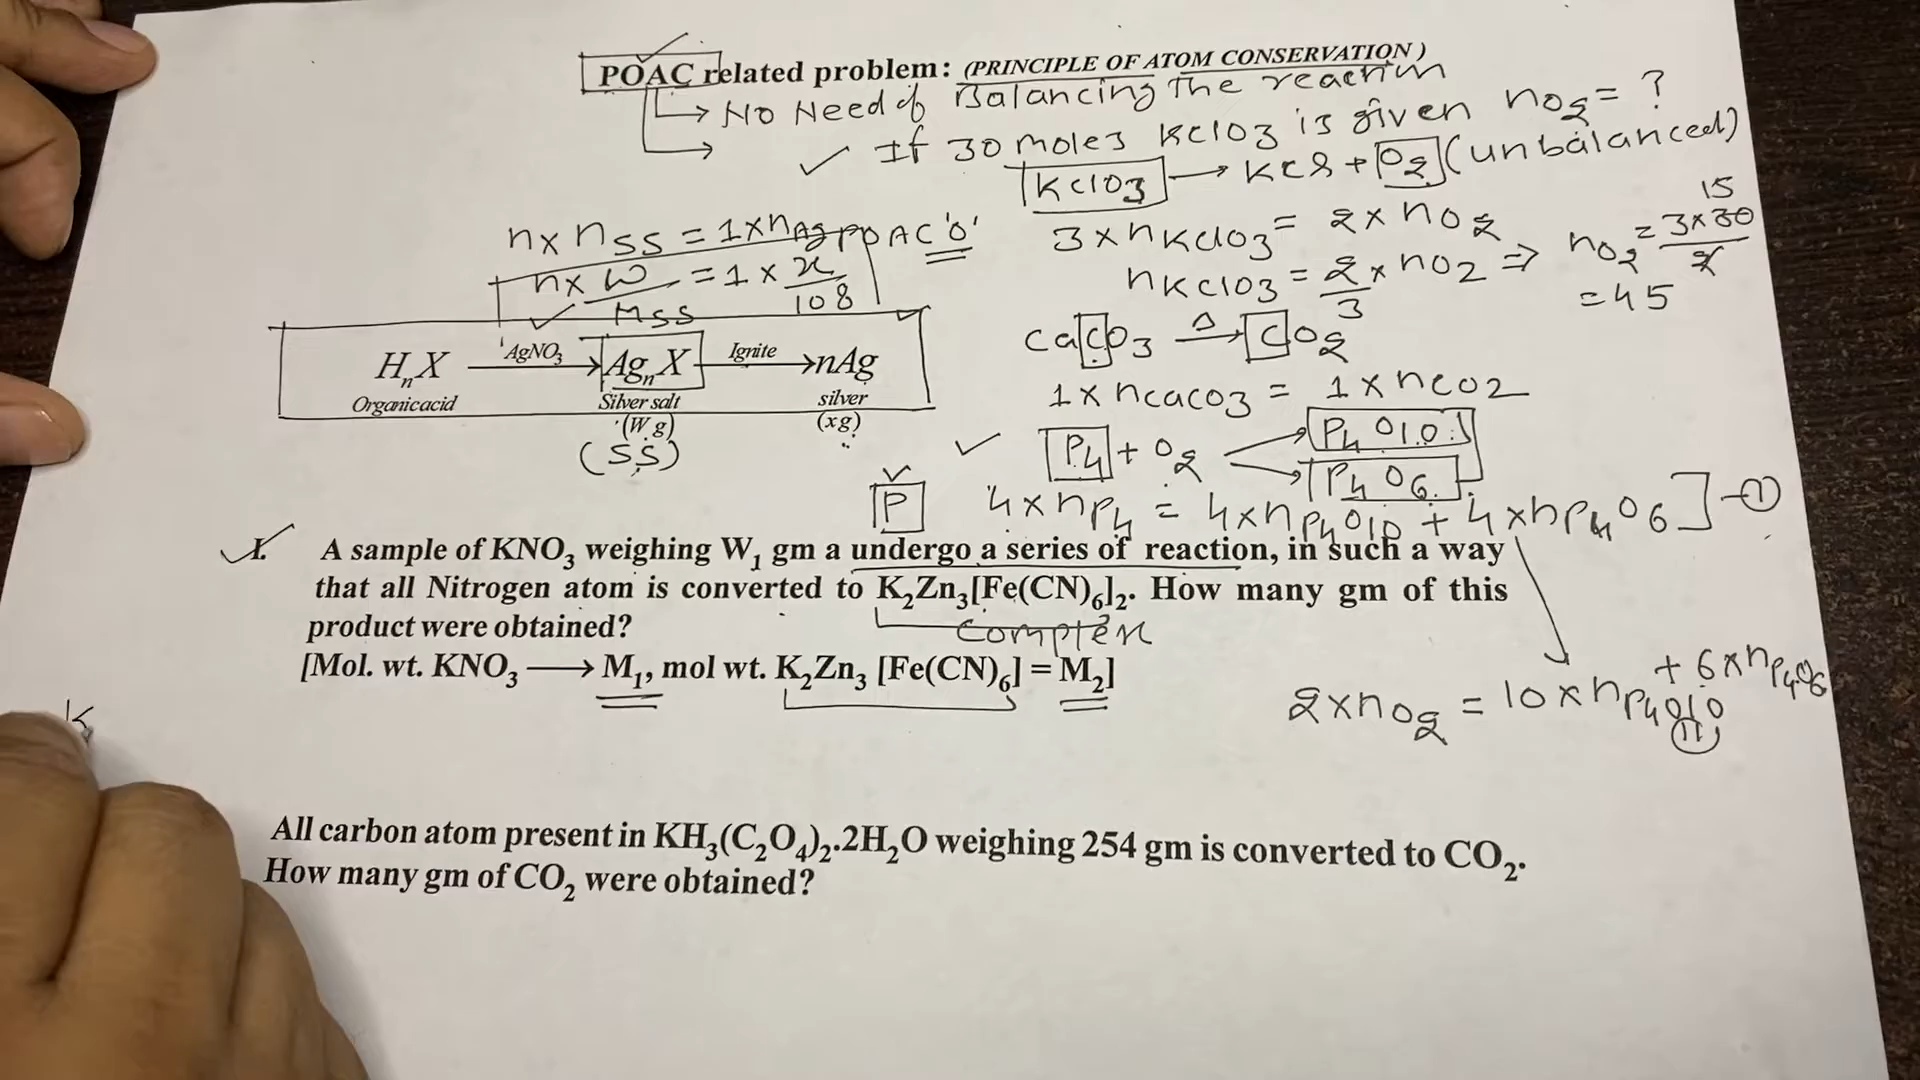 POAC related problem: (PRINCIPLE OF ATOM CONSERVATION )
→ No Need of Balancing The reaction
→ ✓ If 30 moles KClO3 is given nO2 = ?
KClO3 → KCl + O2 (unbalanced)
n x nSS = 1 x nAg
POAC 'O'
3 x nKClO3 = 2 x nO2
nO2 = 3 x 30 / 2
15
n x W / MSS = 1 x x / 108
nKClO3 = 2/3 x nO2 ⇒
= 45
HnX —AgNO3→ AgnX —Ignite→ nAg
Organic acid Silver salt silver
(W g) (xg)
(SS)
CaCO3 —Δ→ CO2
1 x nCaCO3 = 1 x nCO2
P4 + O2 → P4O10
→ P4O6
P 4 x nP4 = 4 x nP4O10 + 4 x nP4O6 ] - ①
I. A sample of KNO3 weighing W1 gm a undergo a series of reaction, in such a way
that all Nitrogen atom is converted to K2Zn3[Fe(CN)6]2. How many gm of this
product were obtained?
Complex
[Mol. wt. KNO3 → M1, mol wt. K2Zn3 [Fe(CN)6] = M2]
2 x nO2 = 10 x nP4O10 + 6 x nP4O6
(11)
K
All carbon atom present in KH3(C2O4)2.2H2O weighing 254 gm is converted to CO2.
How many gm of CO2 were obtained?